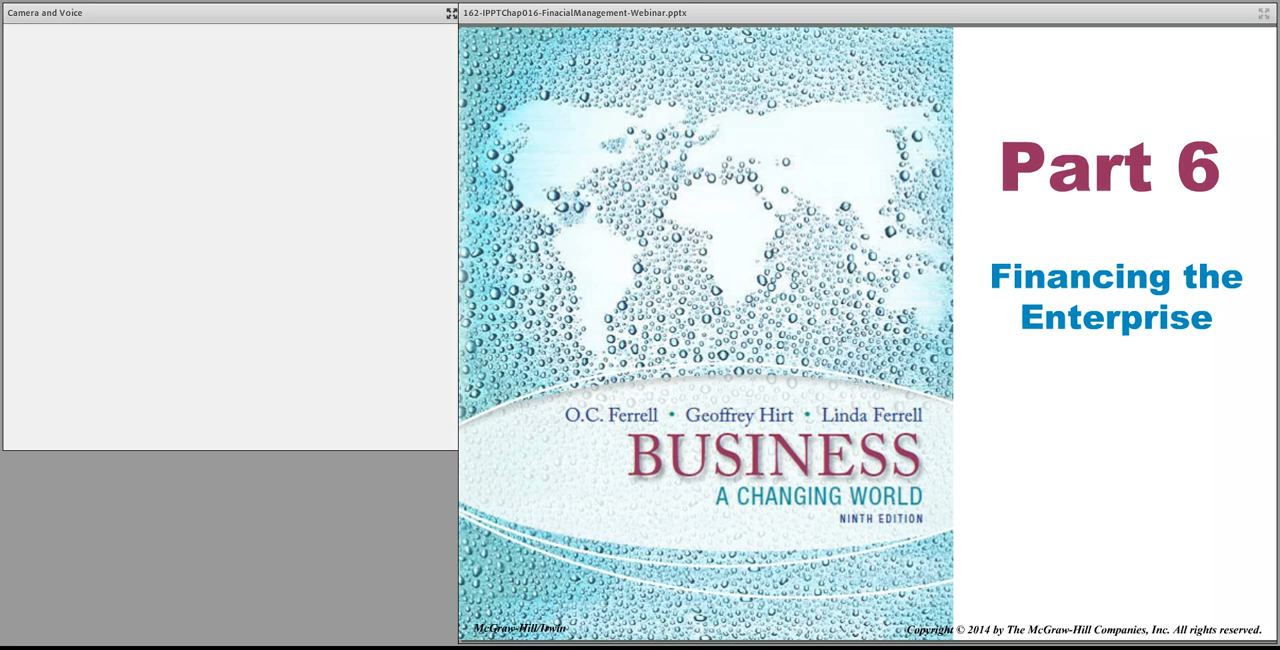 Camera and Voice
162-IPPTChap016-FinacialManagement-Webinar.pptx
Part 6
Financing the
Enterprise
O.C. Ferrell • Geoffrey Hirt • Linda Ferrell
BUSINESS
A CHANGING WORLD
NINTH EDITION
McGraw-Hill/Irwin
Copyright © 2014 by The McGraw-Hill Companies, Inc. All rights reserved.